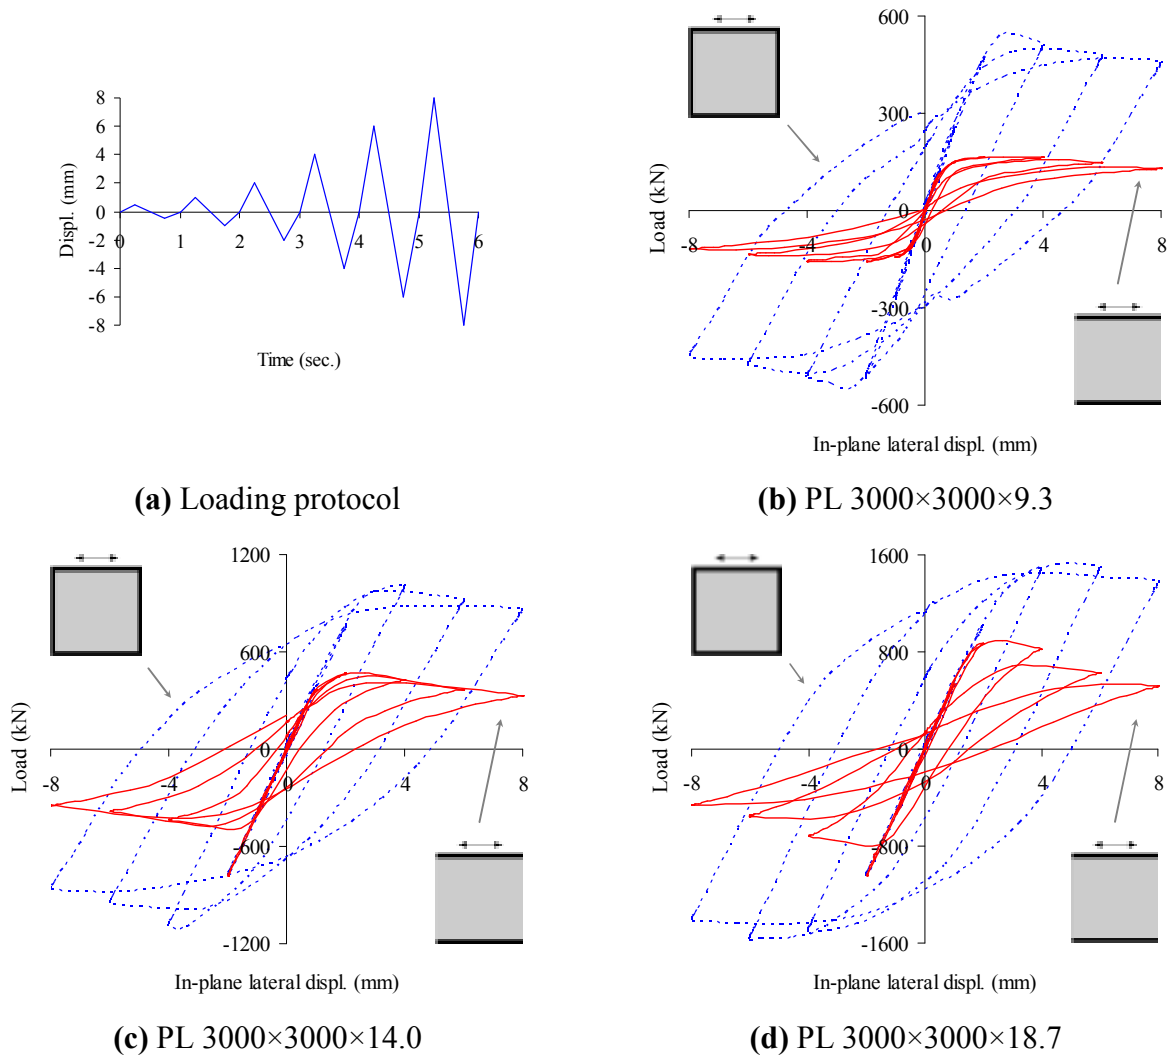 8
6
4
2
0
-2
-4
-6
-8
0 1 2 3 4 5 6
Displ. (mm)
Time (sec.)
(a) Loading protocol
600
300
0
-300
-600
-8 -4 0 4 8
Load (kN)
In-plane lateral displ. (mm)
(b) PL 3000×3000×9.3
1200
600
0
-600
-1200
-8 -4 0 4 8
Load (kN)
In-plane lateral displ. (mm)
(c) PL 3000×3000×14.0
1600
800
0
-800
-1600
-8 -4 0 4 8
Load (kN)
In-plane lateral displ. (mm)
(d) PL 3000×3000×18.7